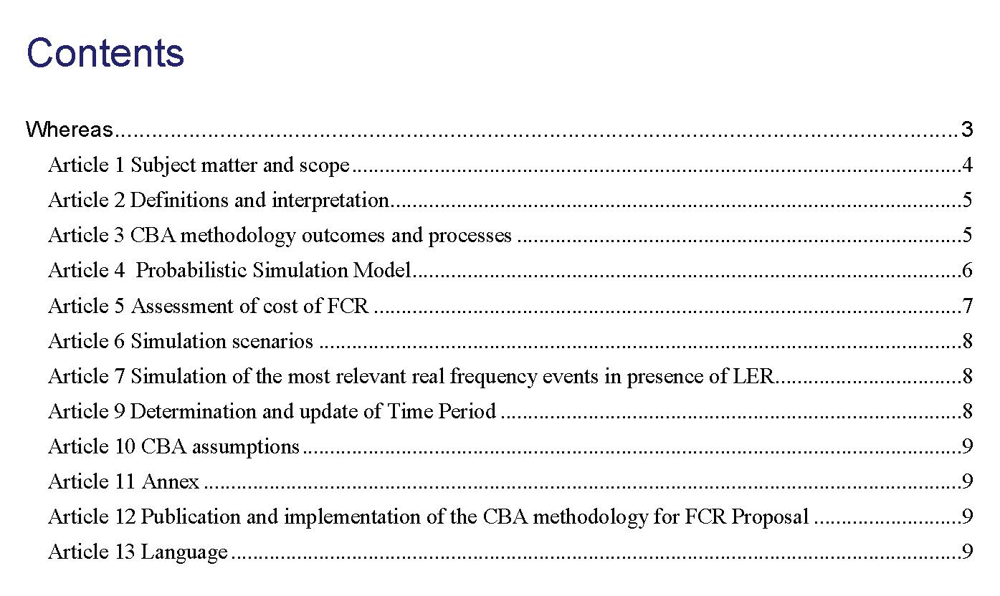 Contents
Whereas 3
Article 1 Subject matter and scope 4
Article 2 Definitions and interpretation 5
Article 3 CBA methodology outcomes and processes 5
Article 4  Probabilistic Simulation Model 6
Article 5 Assessment of cost of FCR 7
Article 6 Simulation scenarios 8
Article 7 Simulation of the most relevant real frequency events in presence of LER 8
Article 9 Determination and update of Time Period 8
Article 10 CBA assumptions 9
Article 11 Annex 9
Article 12 Publication and implementation of the CBA methodology for FCR Proposal 9
Article 13 Language 9